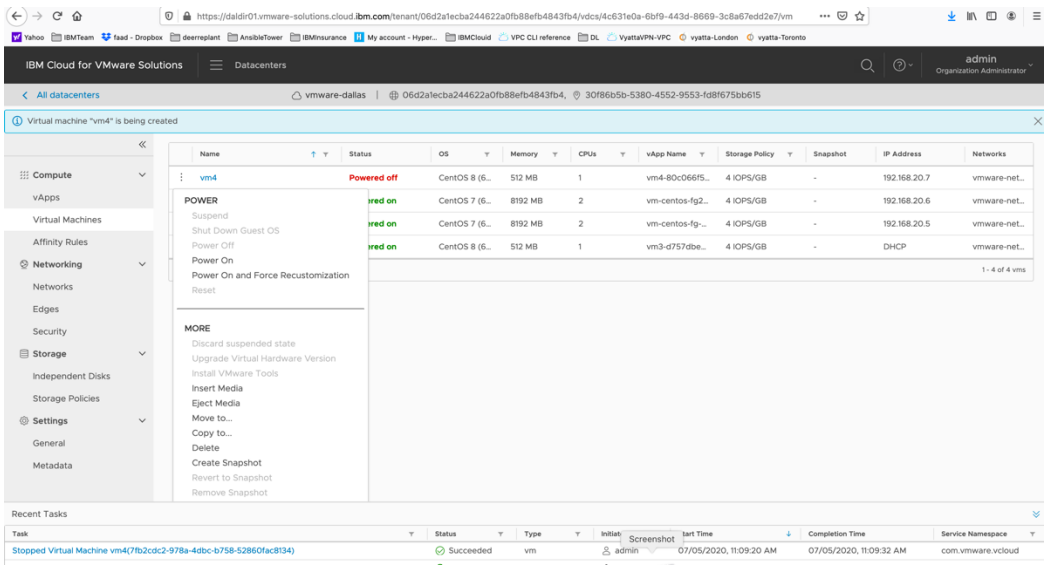 https://daldir01.vmware-solutions.cloud.ibm.com/tenant/06d2a1ecba244622a0fb88efb4843fb4/vdcs/4c631e0a-6bf9-443d-8669-3c8a67edd2e7/vm
Yahoo IBMTeam faad - Dropbox deerreplant AnsibleTower IBMInsurance My account - Hyper... IBMClouid VPC CLI reference DL VyattaVPN-VPC vyatta-London vyatta-Toronto
IBM Cloud for VMware Solutions Datacenters admin
Organization Administrator
All datacenters vmware-dallas 06d2a1ecba244622a0fb88efb4843fb4, 30f86b5b-5380-4552-9553-fd8f675bb615
Virtual machine "vm4" is being created
Name Status OS Memory CPUs vApp Name Storage Policy Snapshot IP Address Networks
vm4 Powered off CentOS 8 (6... 512 MB 1 vm4-80c066f5... 4 IOPS/GB - 192.168.20.7 vmware-net...
ered on CentOS 7 (6... 8192 MB 2 vm-centos-fg2... 4 IOPS/GB - 192.168.20.6 vmware-net...
ered on CentOS 7 (6... 8192 MB 2 vm-centos-fg-... 4 IOPS/GB - 192.168.20.5 vmware-net...
ered on CentOS 8 (6... 512 MB 1 vm3-d757dbe... 4 IOPS/GB - DHCP vmware-net...
1 - 4 of 4 vms
Compute
vApps
Virtual Machines
Affinity Rules
Networking
Networks
Edges
Security
Storage
Independent Disks
Storage Policies
Settings
General
Metadata
POWER
Suspend
Shut Down Guest OS
Power Off
Power On
Power On and Force Recustomization
Reset
MORE
Discard suspended state
Upgrade Virtual Hardware Version
Install VMware Tools
Insert Media
Eject Media
Move to...
Copy to...
Delete
Create Snapshot
Revert to Snapshot
Remove Snapshot
Recent Tasks
Task Status Type Initiat Screenshot tart Time Completion Time Service Namespace
Stopped Virtual Machine vm4(7fb2cdc2-978a-4dbc-b758-52860fac8134) Succeeded vm admin 07/05/2020, 11:09:20 AM 07/05/2020, 11:09:32 AM com.vmware.vcloud